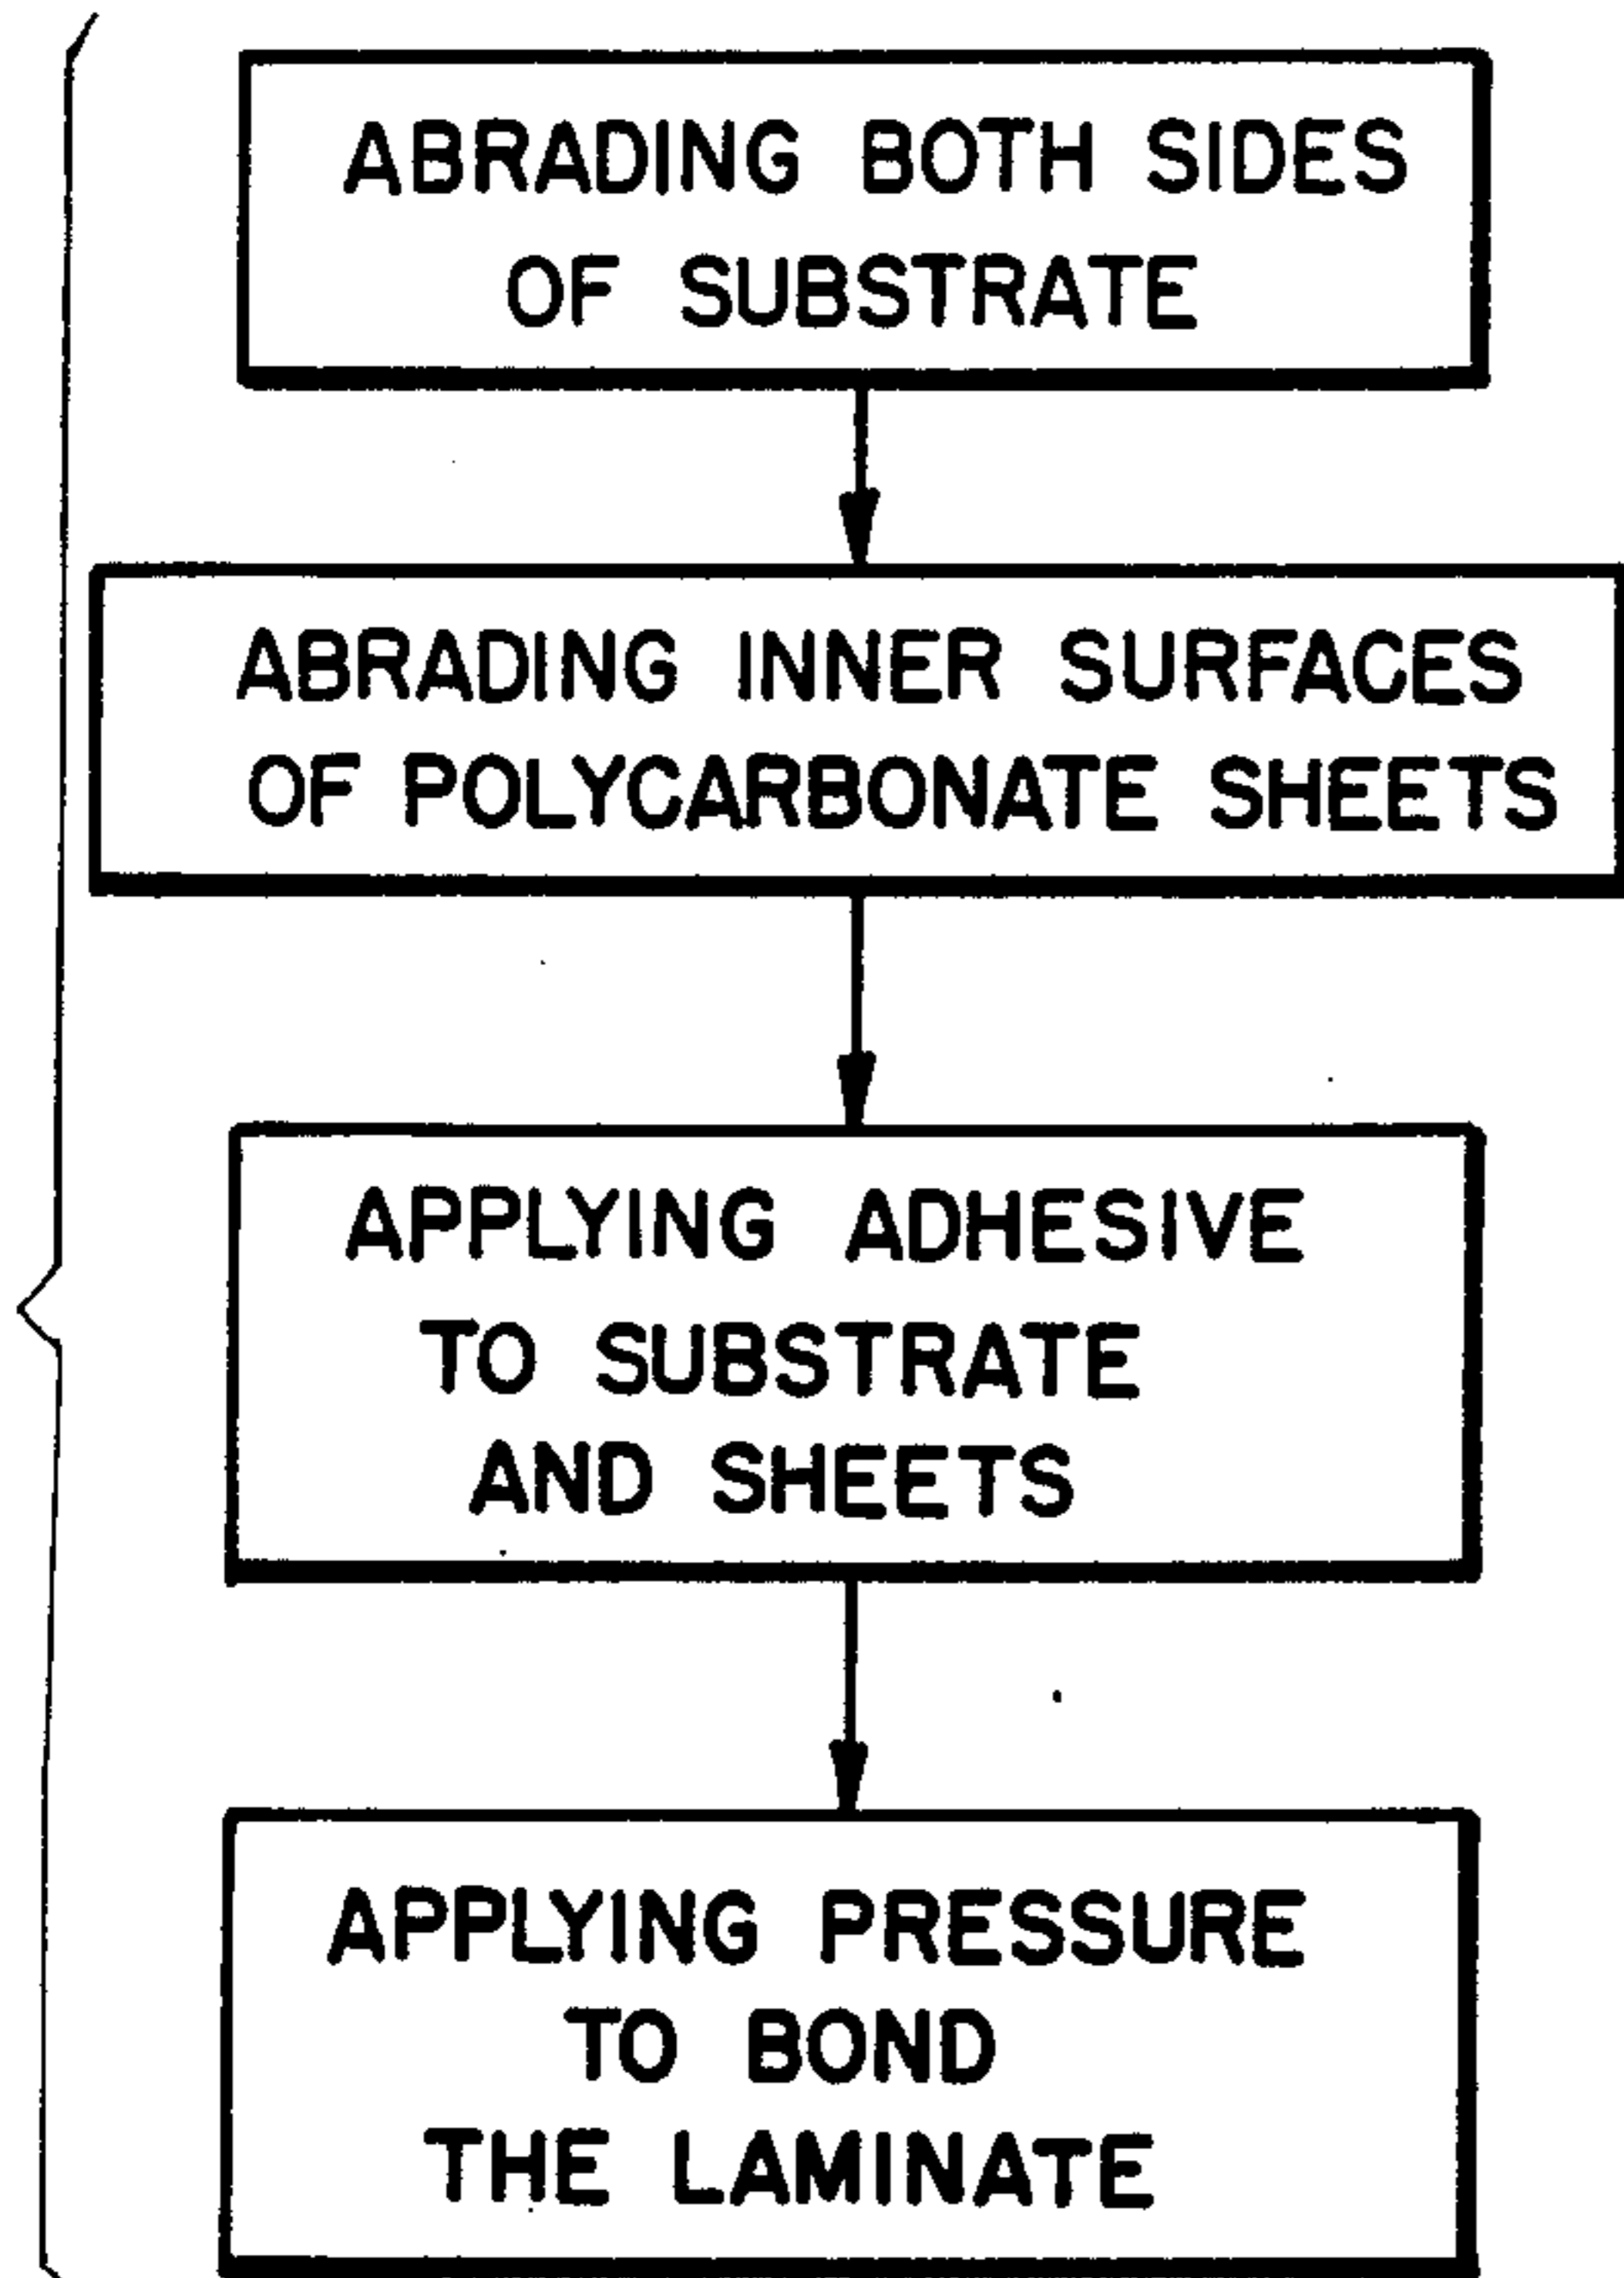 ABRADING BOTH SIDES
OF SUBSTRATE
ABRADING INNER SURFACES
OF POLYCARBONATE SHEETS
APPLYING ADHESIVE
TO SUBSTRATE
AND SHEETS
APPLYING PRESSURE
TO BOND
THE LAMINATE